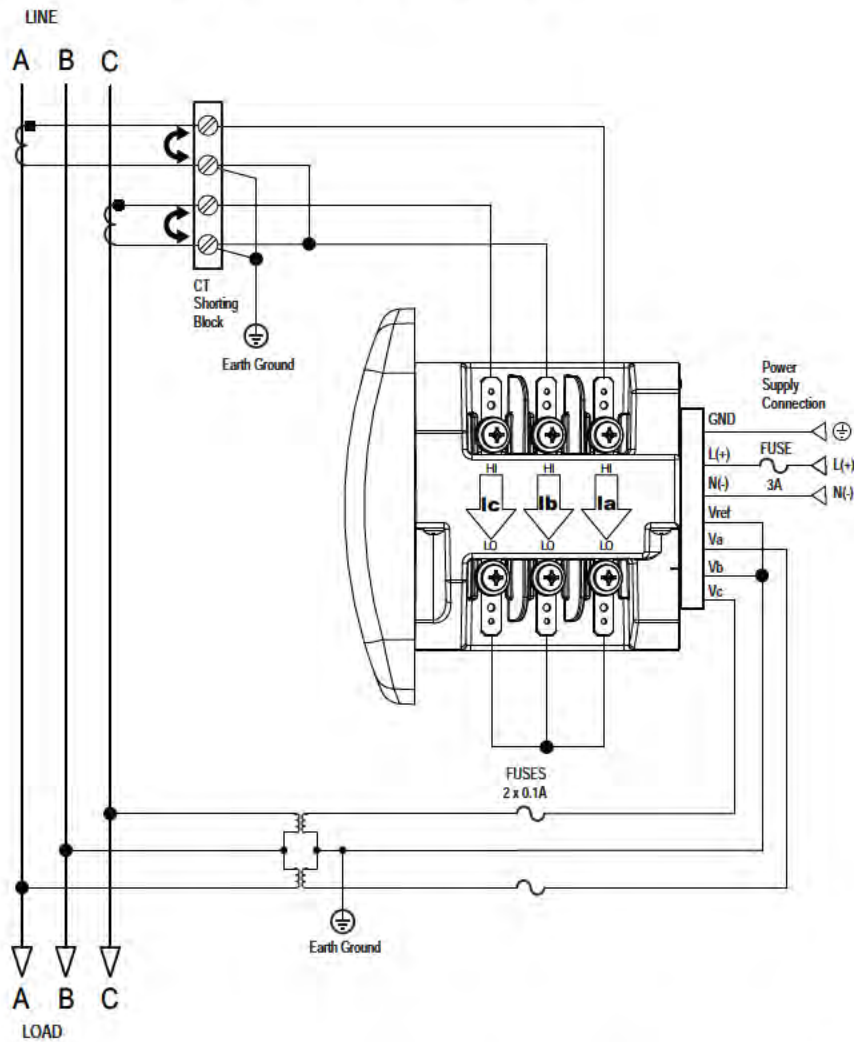 LINE
A B C
CT
Shorting
Block
Earth Ground
Power
Supply
Connection
GND
L(+)
FUSE
L(+)
3A
N(-)
N(-)
Vref
Va
Vb
Vc
HI HI HI
Ic Ib Ia
LO LO LO
FUSES
2 x 0.1A
Earth Ground
A B C
LOAD